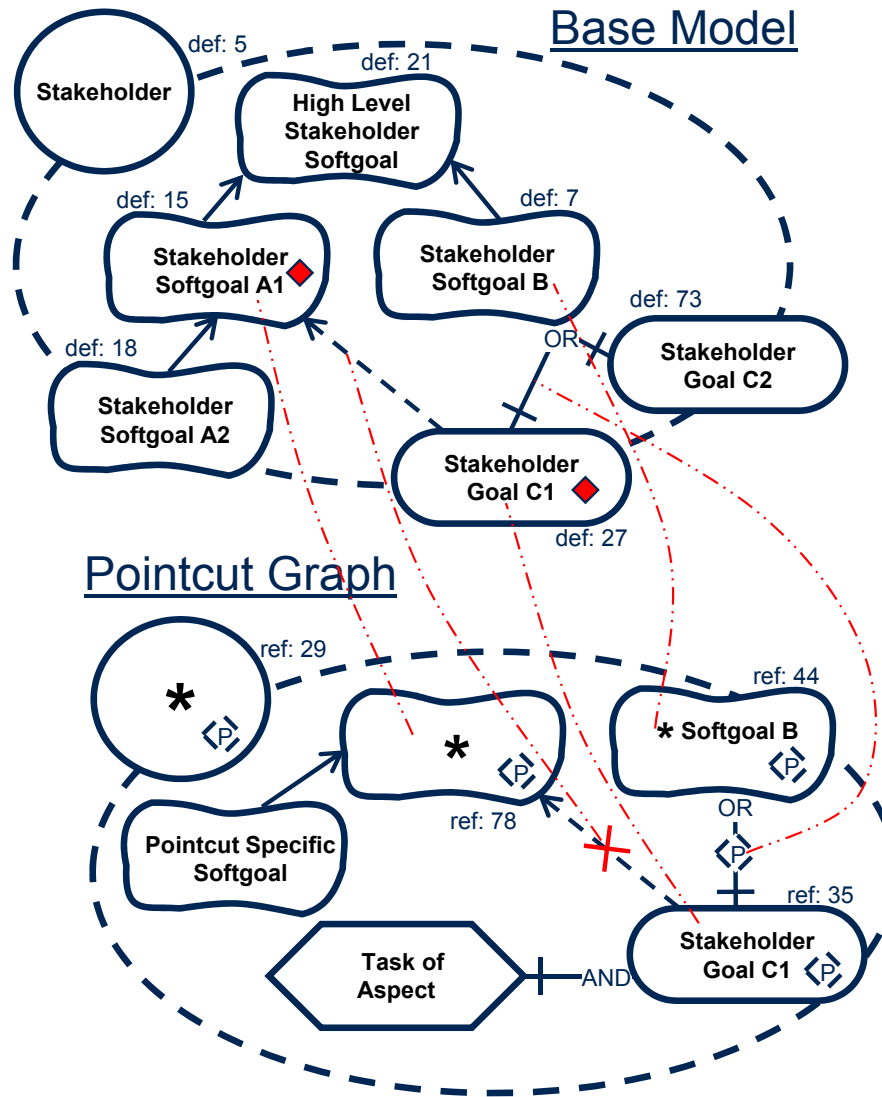 Base Model
def: 5
Stakeholder
def: 21
High Level
Stakeholder
Softgoal
def: 15
Stakeholder
Softgoal A1
def: 7
Stakeholder
Softgoal B
def: 73
OR
Stakeholder
Goal C2
def: 18
Stakeholder
Softgoal A2
Stakeholder
Goal C1
def: 27
Pointcut Graph
ref: 29
*
P
*
P
ref: 78
ref: 44
* Softgoal B
P
Pointcut Specific
Softgoal
OR
P
ref: 35
Stakeholder
Goal C1
P
AND
Task of
Aspect